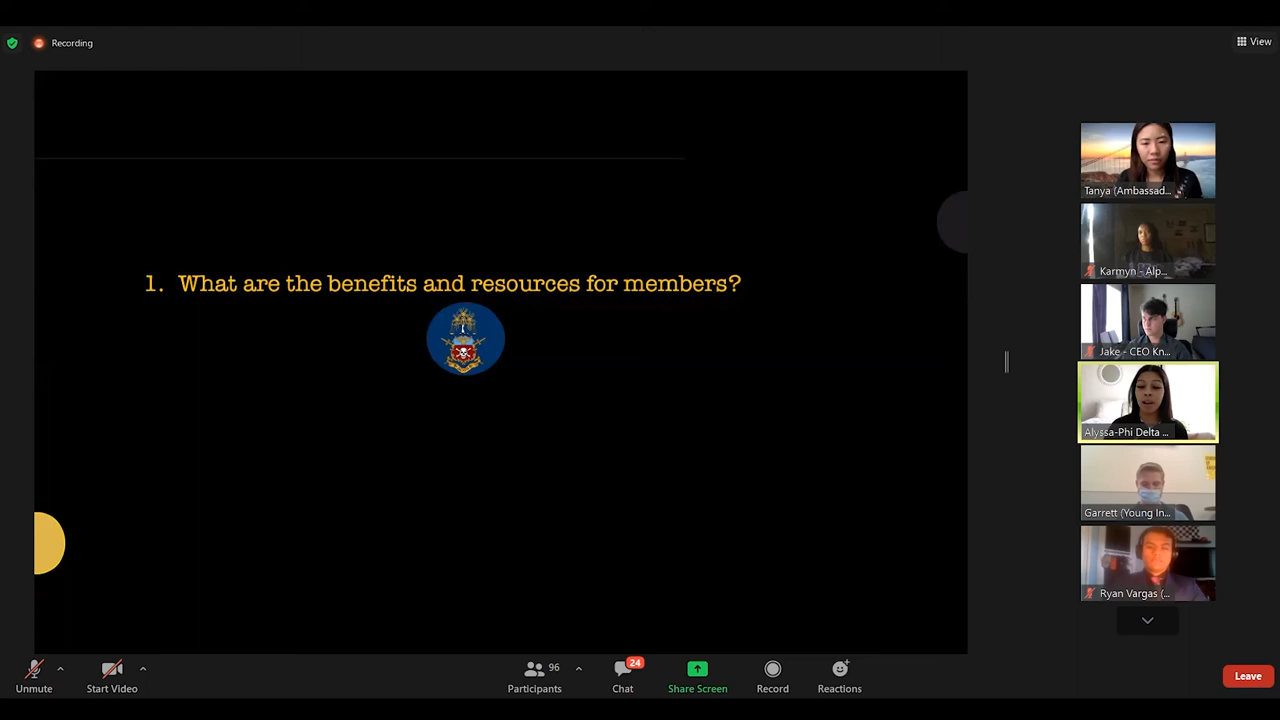 Recording
View
1. What are the benefits and resources for members?
Tanya (Ambassad...
Karmyn - Alp...
Jake - CEO Kn...
Alyssa-Phi Delta ...
Garrett (Young In...
Ryan Vargas (...
Unmute
Start Video
96
Participants
24
Chat
Share Screen
Record
Reactions
Leave